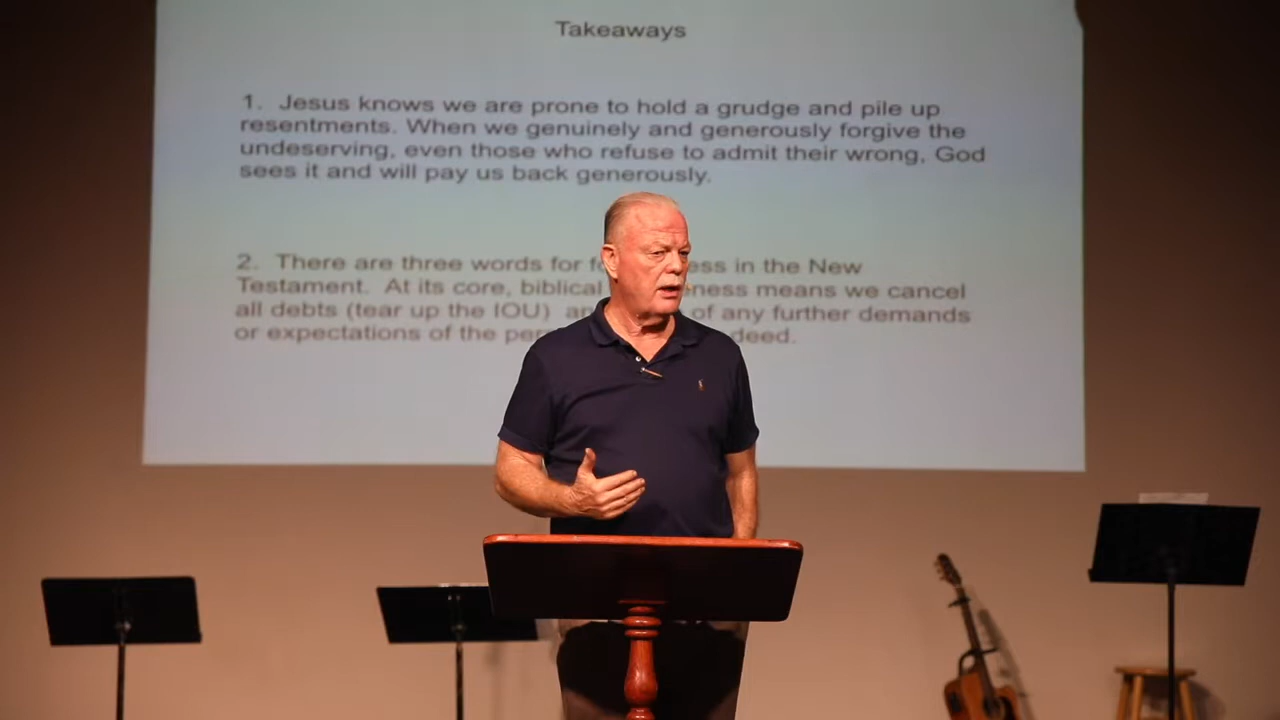 Takeaways
1. Jesus knows we are prone to hold a grudge and pile up
resentments. When we genuinely and generously forgive the
undeserving, even those who refuse to admit their wrong, God
sees it and will pay us back generously.
2. There are three words for in the New
Testament. At its core, biblical means we cancel
all debts (tear up the IOU) of any further demands
or expectations of the deed.